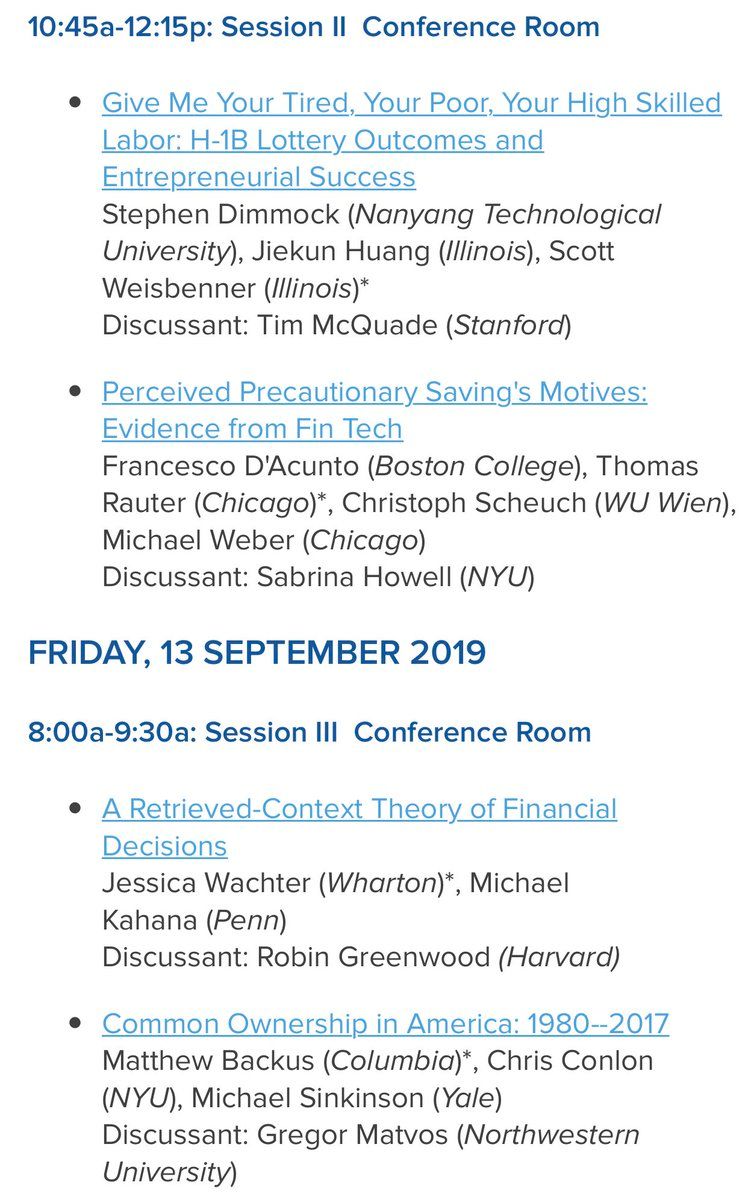 10:45a-12:15p: Session II  Conference Room
• Give Me Your Tired, Your Poor, Your High Skilled
Labor: H-1B Lottery Outcomes and
Entrepreneurial Success
Stephen Dimmock (Nanyang Technological
University), Jiekun Huang (Illinois), Scott
Weisbenner (Illinois)*
Discussant: Tim McQuade (Stanford)
• Perceived Precautionary Saving's Motives:
Evidence from Fin Tech
Francesco D'Acunto (Boston College), Thomas
Rauter (Chicago)*, Christoph Scheuch (WU Wien),
Michael Weber (Chicago)
Discussant: Sabrina Howell (NYU)
FRIDAY, 13 SEPTEMBER 2019
8:00a-9:30a: Session III  Conference Room
• A Retrieved-Context Theory of Financial
Decisions
Jessica Wachter (Wharton)*, Michael
Kahana (Penn)
Discussant: Robin Greenwood (Harvard)
• Common Ownership in America: 1980--2017
Matthew Backus (Columbia)*, Chris Conlon
(NYU), Michael Sinkinson (Yale)
Discussant: Gregor Matvos (Northwestern
University)